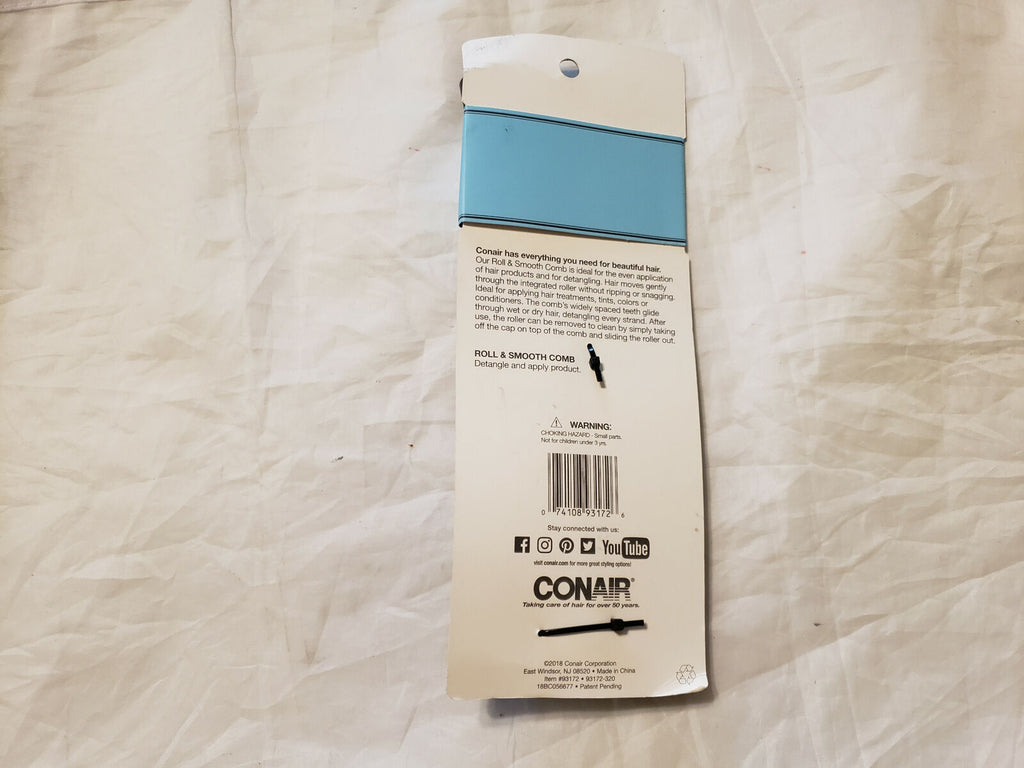 Conair has everything you need for beautiful hair.
Our Roll & Smooth Comb is ideal for the even application
of hair products and for detangling. Hair moves gently
through the integrated roller without ripping or snagging.
Ideal for applying hair treatments, tints, colors or
conditioners. The comb's widely spaced teeth glide
through wet or dry hair, detangling every strand. After
use, the roller can be removed to clean by simply taking
off the cap on top of the comb and sliding the roller out.
ROLL & SMOOTH COMB
Detangle and apply product.
WARNING:
CHOKING HAZARD - Small parts.
Not for children under 3 yrs.
0 74108 93172 6
Stay connected with us:
YouTube
visit conair.com for more great styling options!
CONAIR®
Taking care of hair for over 50 years.
©2018 Conair Corporation
East Windsor, NJ 08520 • Made in China
Item #93172 • 93172-320
18BC056677 • Patent Pending